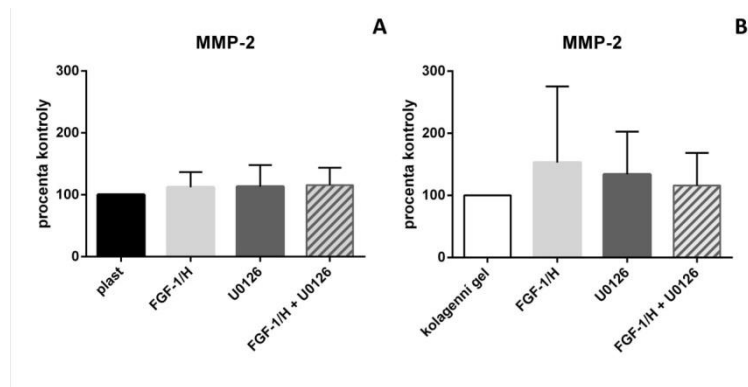 A
MMP-2
procenta kontroly
300
200
100
0
plast
FGF-1/H
U0126
FGF-1/H + U0126
B
MMP-2
procenta kontroly
300
200
100
0
kolagenní gel
FGF-1/H
U0126
FGF-1/H + U0126